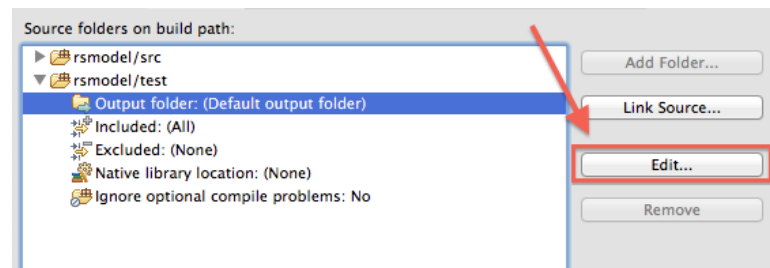 Source folders on build path:
rsmodel/src
rsmodel/test
Output folder: (Default output folder)
Included: (All)
Excluded: (None)
Native library location: (None)
Ignore optional compile problems: No
Add Folder...
Link Source...
Edit...
Remove